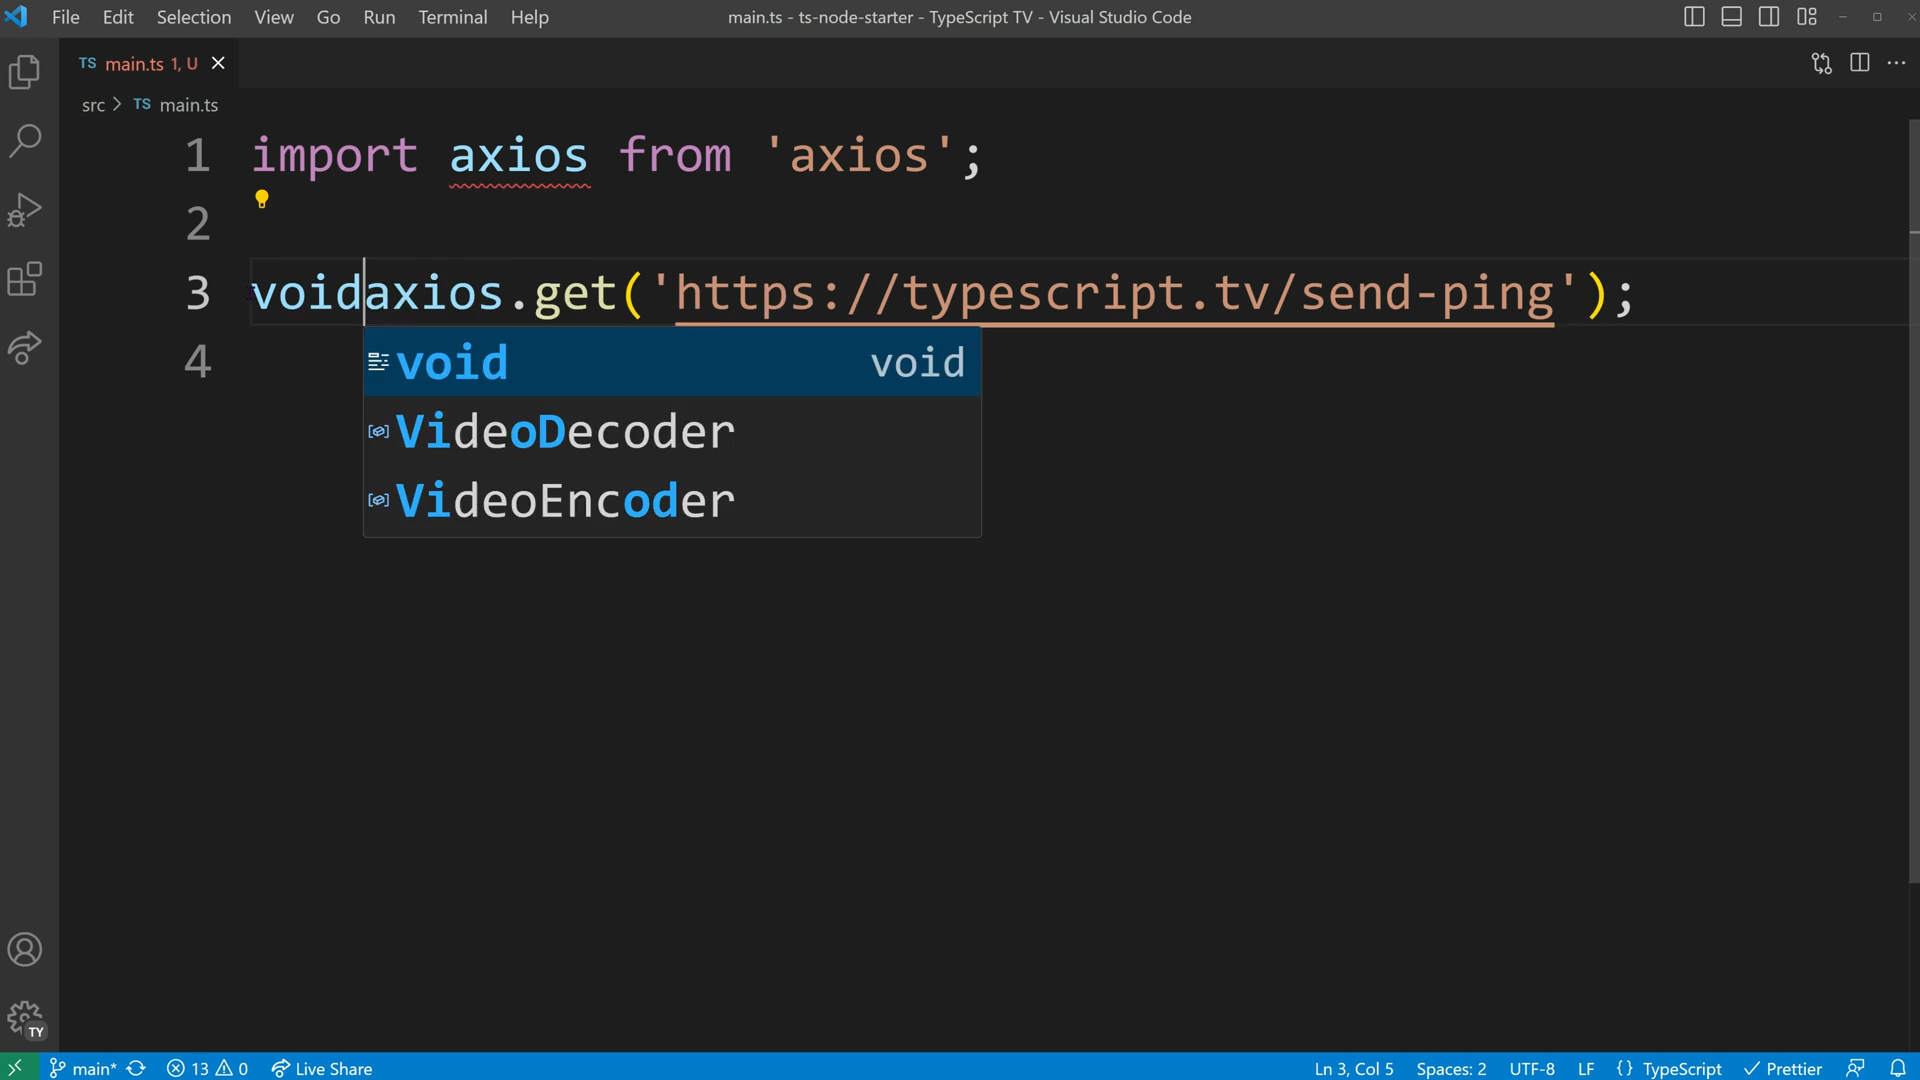 File Edit Selection View Go Run Terminal Help main.ts - ts-node-starter - TypeScript TV - Visual Studio Code
TS main.ts 1, U
src > TS main.ts
1 import axios from 'axios';
2
3 voidaxios.get('https://typescript.tv/send-ping');
4
void void
VideoDecoder
VideoEncoder
TY
main* 13 0 Live Share Ln 3, Col 5 Spaces: 2 UTF-8 LF {} TypeScript Prettier